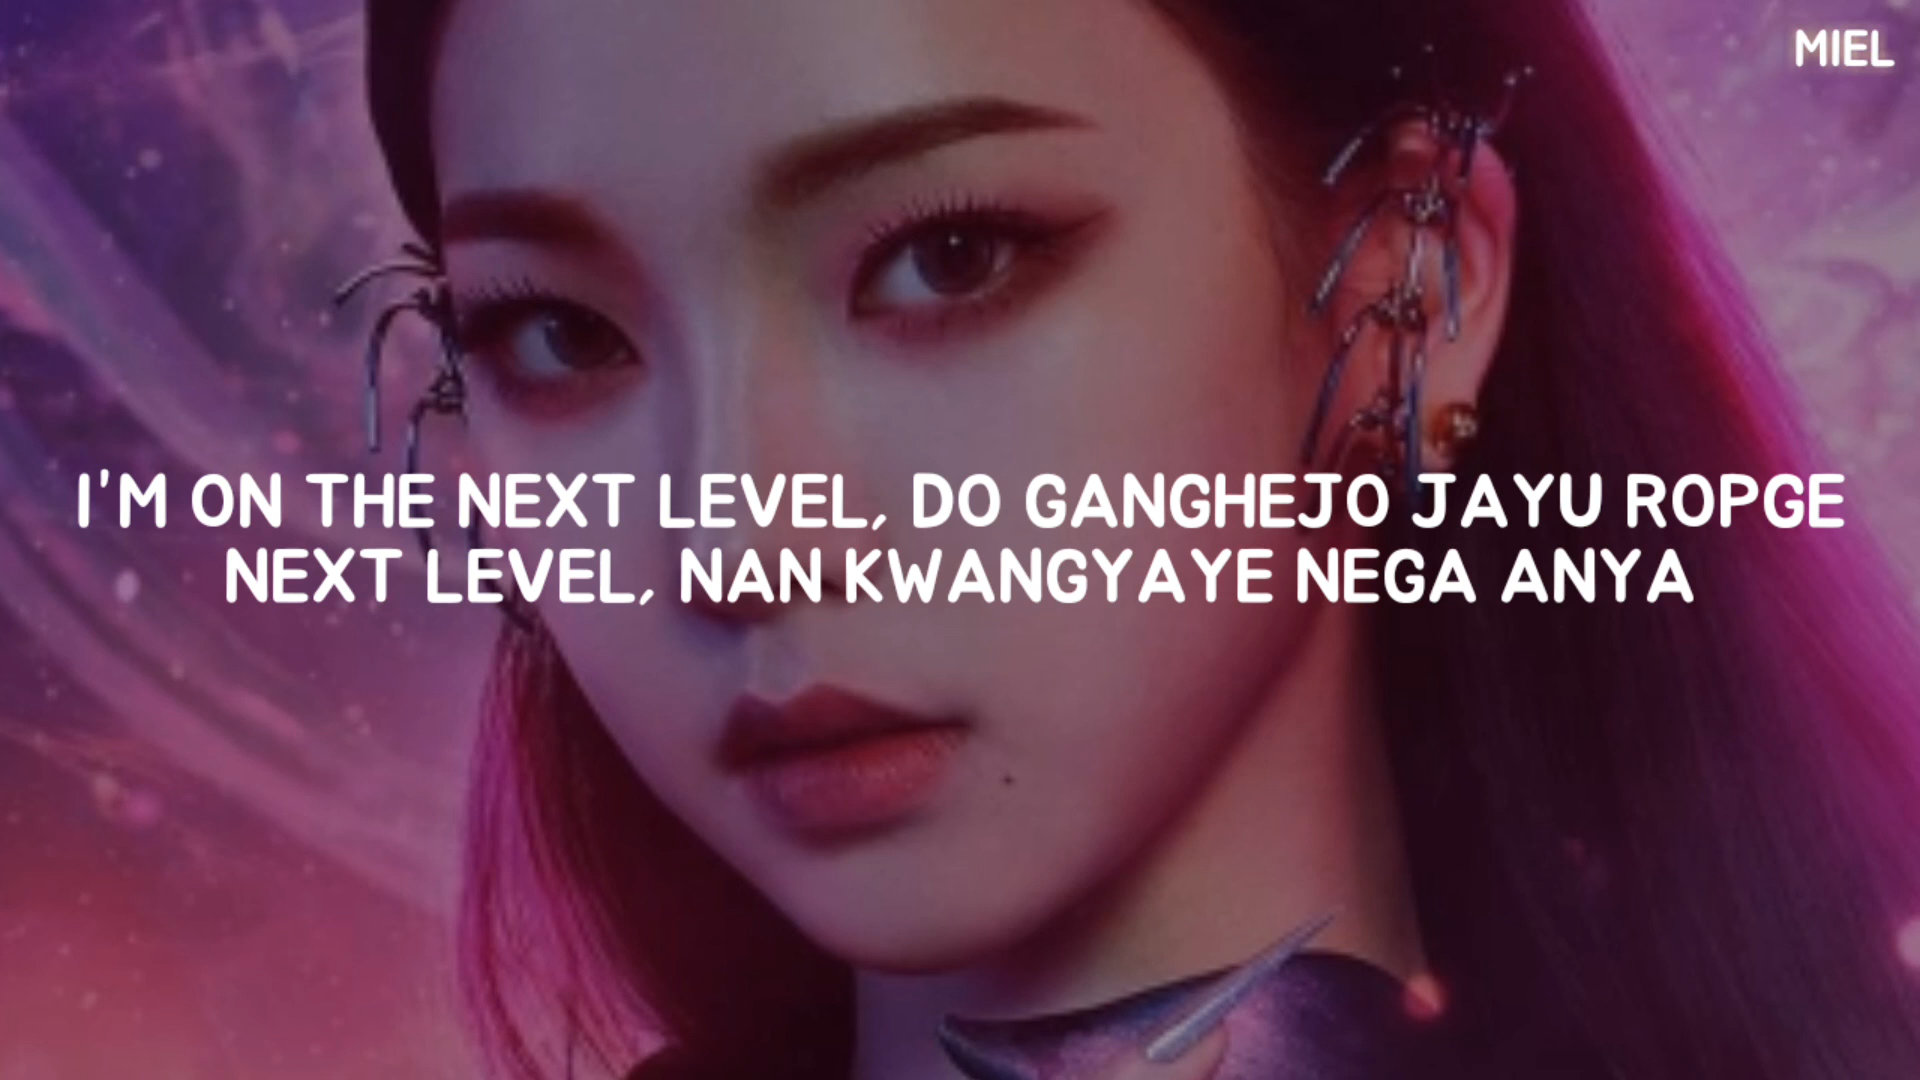 MIEL
I'M ON THE NEXT LEVEL, DO GANGHEJO JAYU ROPGE
NEXT LEVEL, NAN KWANGYAYE NEGA ANYA